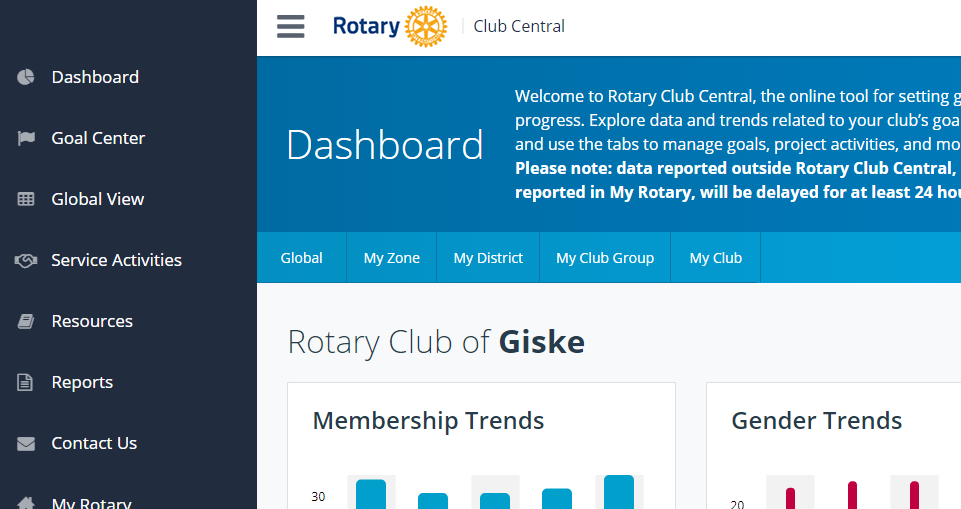 Rotary Club Central
Dashboard
Goal Center
Global View
Service Activities
Resources
Reports
Contact Us
My Rotary
Dashboard
Welcome to Rotary Club Central, the online tool for setting g
progress. Explore data and trends related to your club's goa
and use the tabs to manage goals, project activities, and mo
Please note: data reported outside Rotary Club Central,
reported in My Rotary, will be delayed for at least 24 hou
Global My Zone My District My Club Group My Club
Rotary Club of Giske
Membership Trends
30
Gender Trends
20